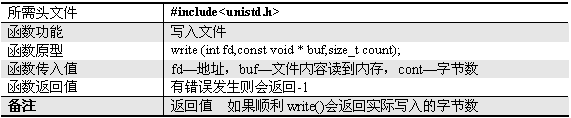 所需头文件 #include<unistd.h>
函数功能 写入文件
函数原型 write (int fd,const void * buf,size_t count);
函数传入值 fd—地址，buf—文件内容读到内存，cont—字节数
函数返回值 有错误发生则会返回-1
备注 返回值 如果顺利 write()会返回实际写入的字节数